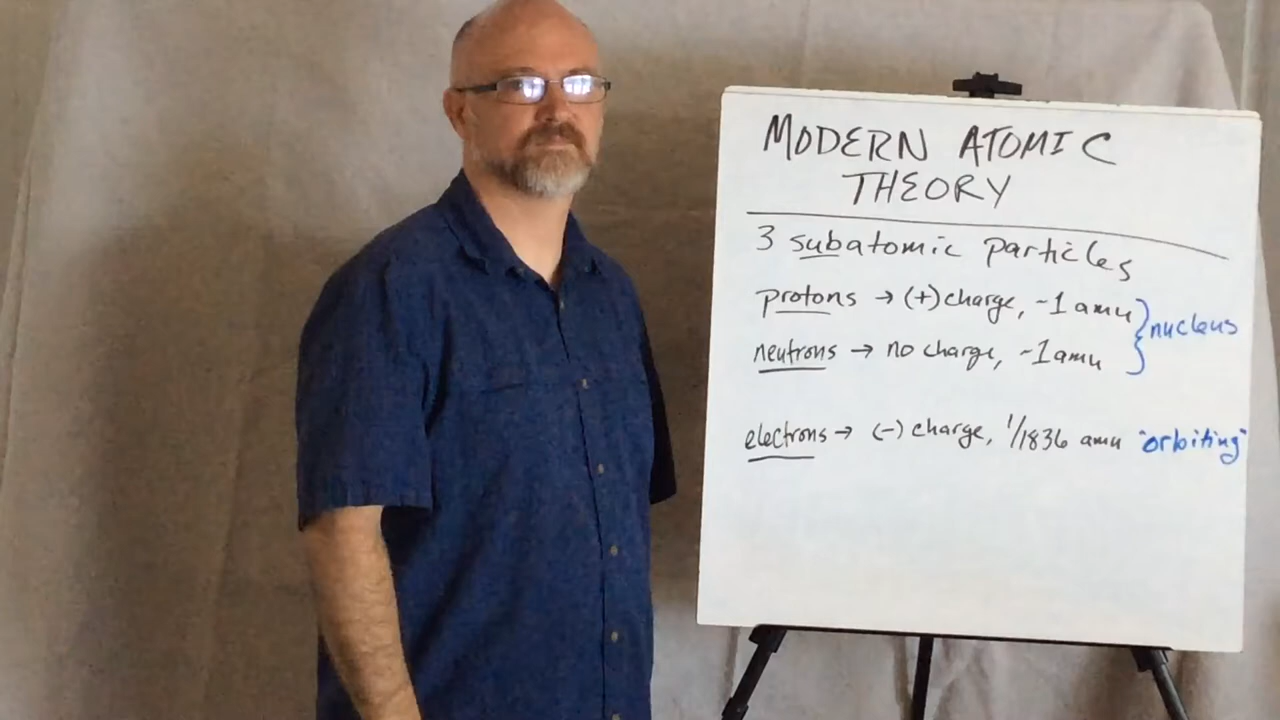 MODERN ATOMIC
THEORY
3 subatomic particles
protons → (+) charge, ~1 amu } nucleus
neutrons → no charge, ~1 amu
electrons → (-) charge, 1/1836 amu "orbiting"